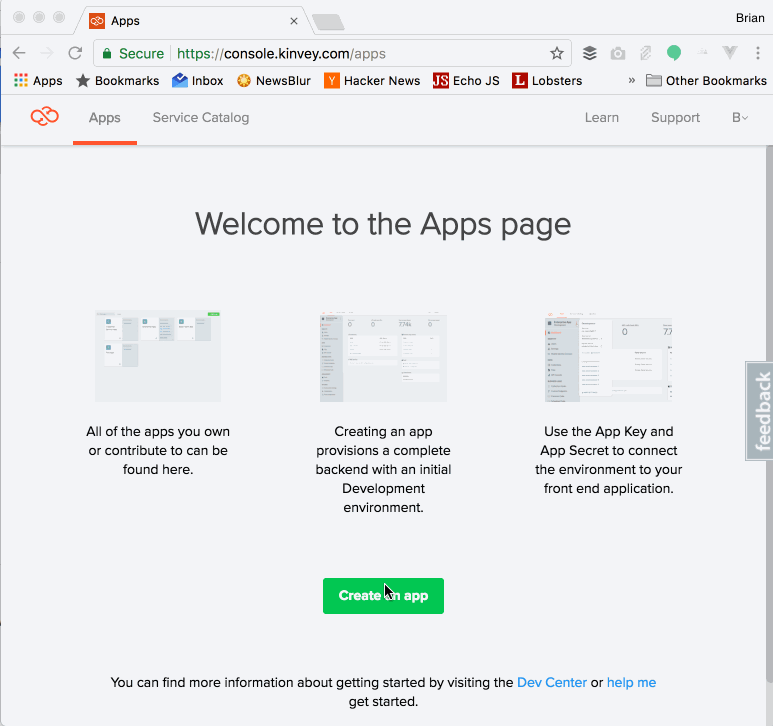 Apps
Brian
Secure https://console.kinvey.com/apps
Apps Bookmarks Inbox NewsBlur Hacker News Echo JS Lobsters » Other Bookmarks
Apps Service Catalog Learn Support B
Welcome to the Apps page
All of the apps you own
or contribute to can be
found here.
Creating an app
provisions a complete
backend with an initial
Development
environment.
Use the App Key and
App Secret to connect
the environment to your
front end application.
feedback
Create an app
You can find more information about getting started by visiting the Dev Center or help me
get started.